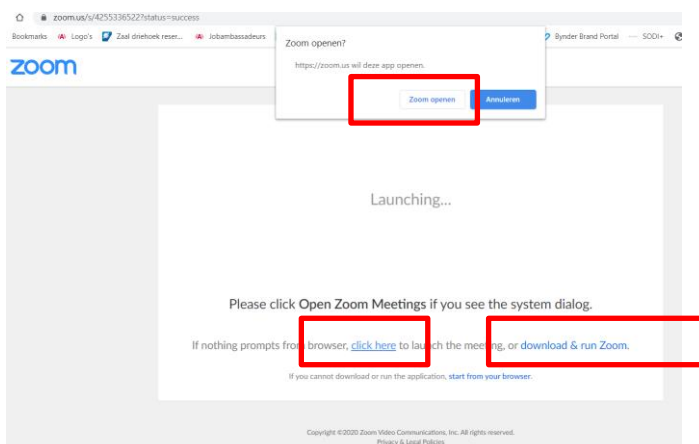 zoom.us/s/4255336522?status=success
Bookmarks Logo's Zaal driehoek reser... Jobambassadeurs Bynder Brand Portal SODI+
Zoom openen?
https://zoom.us wil deze app openen.
Zoom openen Annuleren
zoom
Launching...
Please click Open Zoom Meetings if you see the system dialog.
If nothing prompts from browser, click here to launch the meeting, or download & run Zoom.
If you cannot download or run the application, start from your browser.
Copyright ©2020 Zoom Video Communications, Inc. All rights reserved.
Privacy & Legal Policies